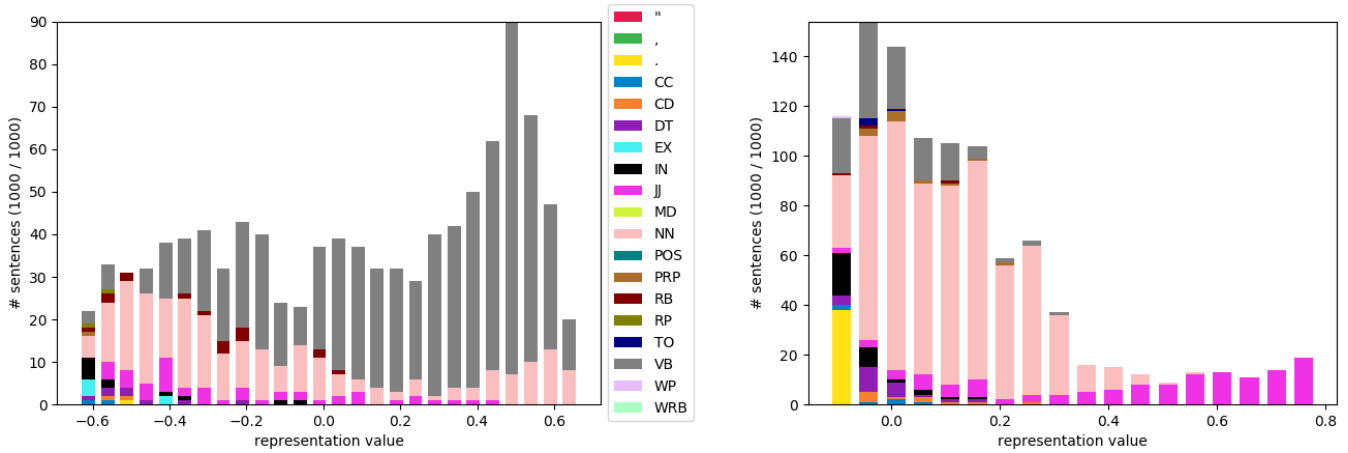 90
80
70
60
50
40
30
20
10
0
# sentences (1000 / 1000)
−0.6 −0.4 −0.2 0.0 0.2 0.4 0.6
representation value
"
,
.
CC
CD
DT
EX
IN
JJ
MD
NN
POS
PRP
RB
RP
TO
VB
WP
WRB
140
120
100
80
60
40
20
0
# sentences (1000 / 1000)
0.0 0.2 0.4 0.6 0.8
representation value